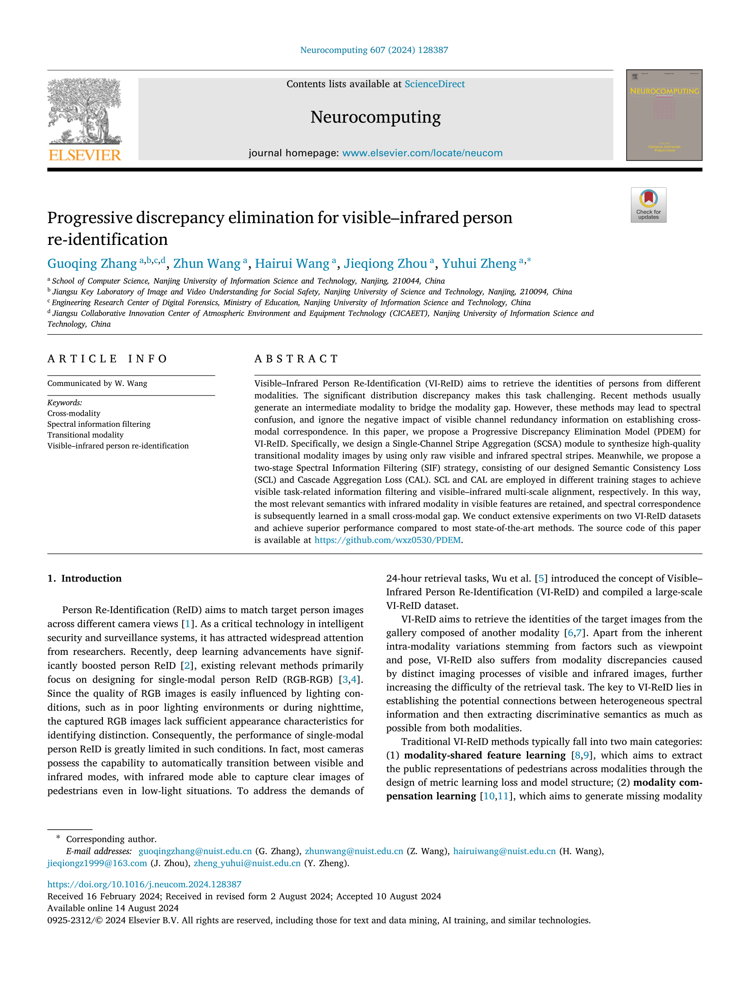 Neurocomputing 607 (2024) 128387
Contents lists available at ScienceDirect
Neurocomputing
journal homepage: www.elsevier.com/locate/neucom
ELSEVIER
NEUROCOMPUTING
ORIGINAL SOFTWARE
PUBLICATIONS
Check for
updates
Progressive discrepancy elimination for visible–infrared person
re-identification
Guoqing Zhang a,b,c,d, Zhun Wang a, Hairui Wang a, Jieqiong Zhou a, Yuhui Zheng a,*
a School of Computer Science, Nanjing University of Information Science and Technology, Nanjing, 210044, China
b Jiangsu Key Laboratory of Image and Video Understanding for Social Safety, Nanjing University of Science and Technology, Nanjing, 210094, China
c Engineering Research Center of Digital Forensics, Ministry of Education, Nanjing University of Information Science and Technology, China
d Jiangsu Collaborative Innovation Center of Atmospheric Environment and Equipment Technology (CICAEET), Nanjing University of Information Science and
Technology, China
ARTICLE INFO
Communicated by W. Wang
Keywords:
Cross-modality
Spectral information filtering
Transitional modality
Visible–infrared person re-identification
ABSTRACT
Visible–Infrared Person Re-Identification (VI-ReID) aims to retrieve the identities of persons from different
modalities. The significant distribution discrepancy makes this task challenging. Recent methods usually
generate an intermediate modality to bridge the modality gap. However, these methods may lead to spectral
confusion, and ignore the negative impact of visible channel redundancy information on establishing cross-
modal correspondence. In this paper, we propose a Progressive Discrepancy Elimination Model (PDEM) for
VI-ReID. Specifically, we design a Single-Channel Stripe Aggregation (SCSA) module to synthesize high-quality
transitional modality images by using only raw visible and infrared spectral stripes. Meanwhile, we propose a
two-stage Spectral Information Filtering (SIF) strategy, consisting of our designed Semantic Consistency Loss
(SCL) and Cascade Aggregation Loss (CAL). SCL and CAL are employed in different training stages to achieve
visible task-related information filtering and visible–infrared multi-scale alignment, respectively. In this way,
the most relevant semantics with infrared modality in visible features are retained, and spectral correspondence
is subsequently learned in a small cross-modal gap. We conduct extensive experiments on two VI-ReID datasets
and achieve superior performance compared to most state-of-the-art methods. The source code of this paper
is available at https://github.com/wxz0530/PDEM.
1. Introduction
Person Re-Identification (ReID) aims to match target person images
across different camera views [1]. As a critical technology in intelligent
security and surveillance systems, it has attracted widespread attention
from researchers. Recently, deep learning advancements have signif-
icantly boosted person ReID [2], existing relevant methods primarily
focus on designing for single-modal person ReID (RGB-RGB) [3,4].
Since the quality of RGB images is easily influenced by lighting con-
ditions, such as in poor lighting environments or during nighttime,
the captured RGB images lack sufficient appearance characteristics for
identifying distinction. Consequently, the performance of single-modal
person ReID is greatly limited in such conditions. In fact, most cameras
possess the capability to automatically transition between visible and
infrared modes, with infrared mode able to capture clear images of
pedestrians even in low-light situations. To address the demands of
24-hour retrieval tasks, Wu et al. [5] introduced the concept of Visible–
Infrared Person Re-Identification (VI-ReID) and compiled a large-scale
VI-ReID dataset.
VI-ReID aims to retrieve the identities of the target images from the
gallery composed of another modality [6,7]. Apart from the inherent
intra-modality variations stemming from factors such as viewpoint
and pose, VI-ReID also suffers from modality discrepancies caused
by distinct imaging processes of visible and infrared images, further
increasing the difficulty of the retrieval task. The key to VI-ReID lies in
establishing the potential connections between heterogeneous spectral
information and then extracting discriminative semantics as much as
possible from both modalities.
Traditional VI-ReID methods typically fall into two main categories:
(1) modality-shared feature learning [8,9], which aims to extract
the public representations of pedestrians across modalities through the
design of metric learning loss and model structure; (2) modality com-
pensation learning [10,11], which aims to generate missing modality
* Corresponding author.
E-mail addresses: guoqingzhang@nuist.edu.cn (G. Zhang), zhunwang@nuist.edu.cn (Z. Wang), hairuiwang@nuist.edu.cn (H. Wang),
jieqiongz1999@163.com (J. Zhou), zheng_yuhui@nuist.edu.cn (Y. Zheng).
https://doi.org/10.1016/j.neucom.2024.128387
Received 16 February 2024; Received in revised form 2 August 2024; Accepted 10 August 2024
Available online 14 August 2024
0925-2312/© 2024 Elsevier B.V. All rights are reserved, including those for text and data mining, AI training, and similar technologies.